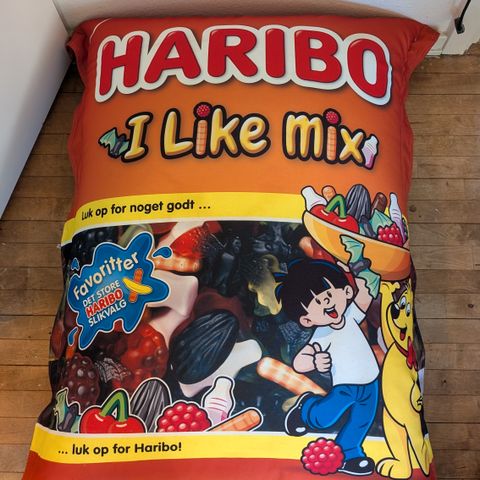 HARIBO
I Like mix
Luk op for noget godt ...
Favoritter
DET STORE
HARIBO
SLIKVALG
... luk op for Haribo!